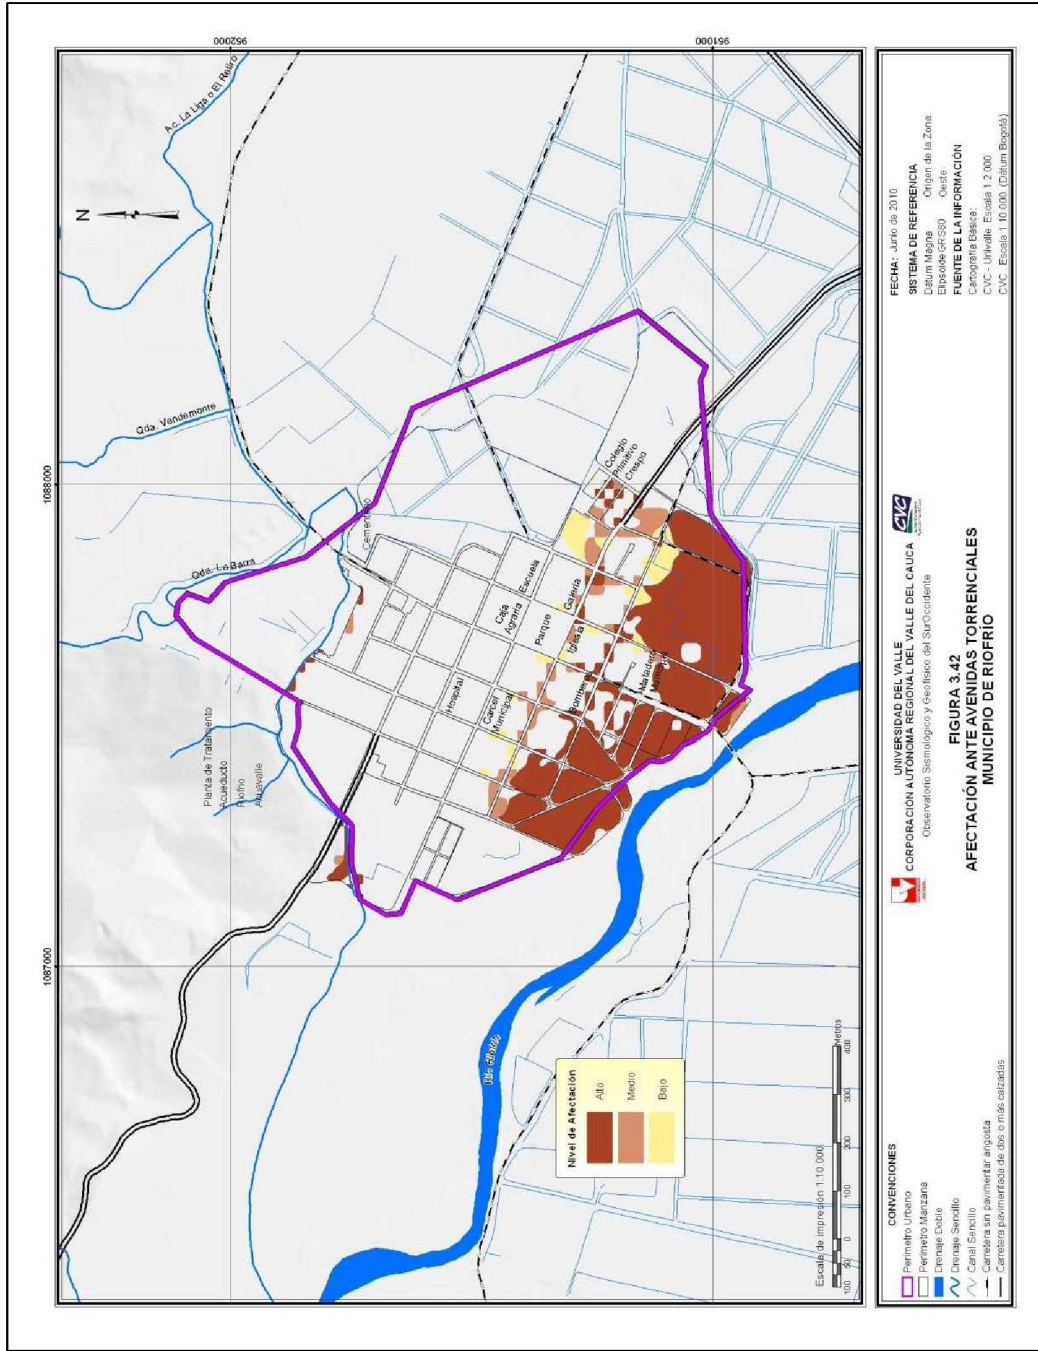 952000
951000
1088000
1087000
N
Ac. La Liga o El Retiro
Qda. Vendemonte
Qda. La Barra
Cementerio
Planta de Tratamiento
Acueducto
Riofrío
Acuavalle
Hospital
Caja
Agraria
Escuela
Parque
Carcel
Municipal
Iglesia
Galeria
Colegio
Primitivo
Crespo
Bomberos
Matadero
Nivel de Afectación
Alto
Medio
Bajo
Escala de impresión 1:10.000
100 50 0 100 200 300 400
Metros
CONVENCIONES
Perímetro Urbano
Perímetro Manzana
Drenaje Doble
Drenaje Sencillo
Canal Sencillo
Carretera sin pavimentar angosta
Carretera pavimentada de dos o más calzadas
UNIVERSIDAD DEL VALLE
CORPORACIÓN AUTÓNOMA REGIONAL DEL VALLE DEL CAUCA
Observatorio Sismológico y Geofísico del SurOccidente
CVC
FIGURA 3.42
AFECTACIÓN ANTE AVENIDAS TORRENCIALES
MUNICIPIO DE RIOFRIO
FECHA: Junio de 2010
SISTEMA DE REFERENCIA
Datum Magna Origen de la Zona:
Elipsoide GRS80 Oeste
FUENTE DE LA INFORMACIÓN
Cartografía Básica:
CVC - Univalle. Escala 1:2.000
CVC. Escala 1:10.000. (Dátum Bogotá)